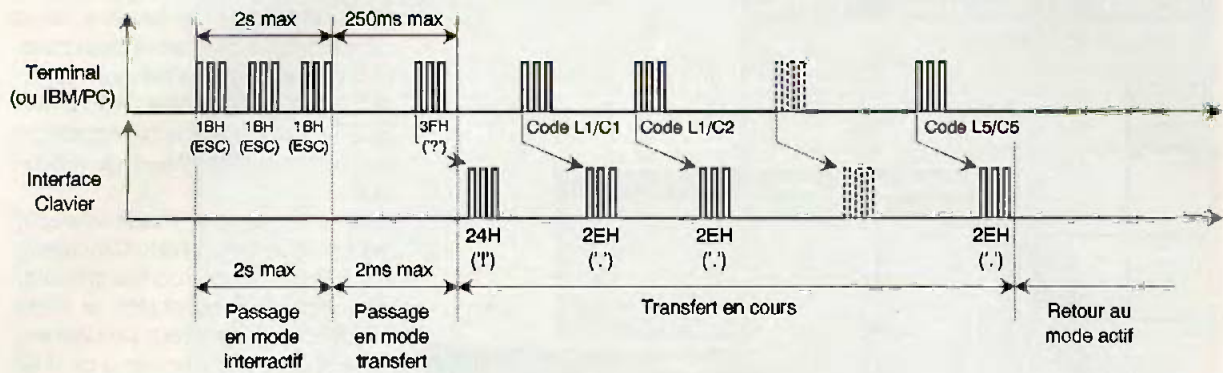 2s max
250ms max
Terminal
(ou IBM/PC)
1BH
(ESC)
1BH
(ESC)
1BH
(ESC)
3FH
('?')
Code L1/C1
Code L1/C2
Code L5/C5
Interface
Clavier
24H
('!')
2EH
('.')
2EH
('.')
2EH
('.')
2s max
2ms max
Transfert en cours
Passage
en mode
interractif
Passage
en mode
transfert
Retour au
mode actif